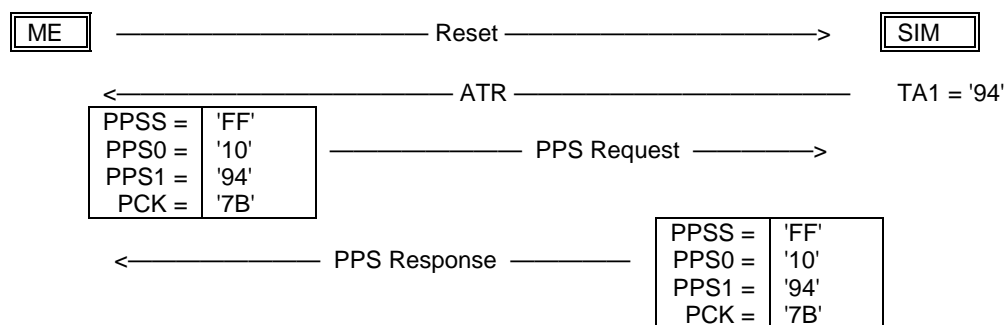 ME Reset SIM
ATR TA1 = '94'
PPSS = 'FF'
PPS0 = '10' PPS Request
PPS1 = '94'
PCK = '7B'
PPSS = 'FF'
PPS Response PPS0 = '10'
PPS1 = '94'
PCK = '7B'